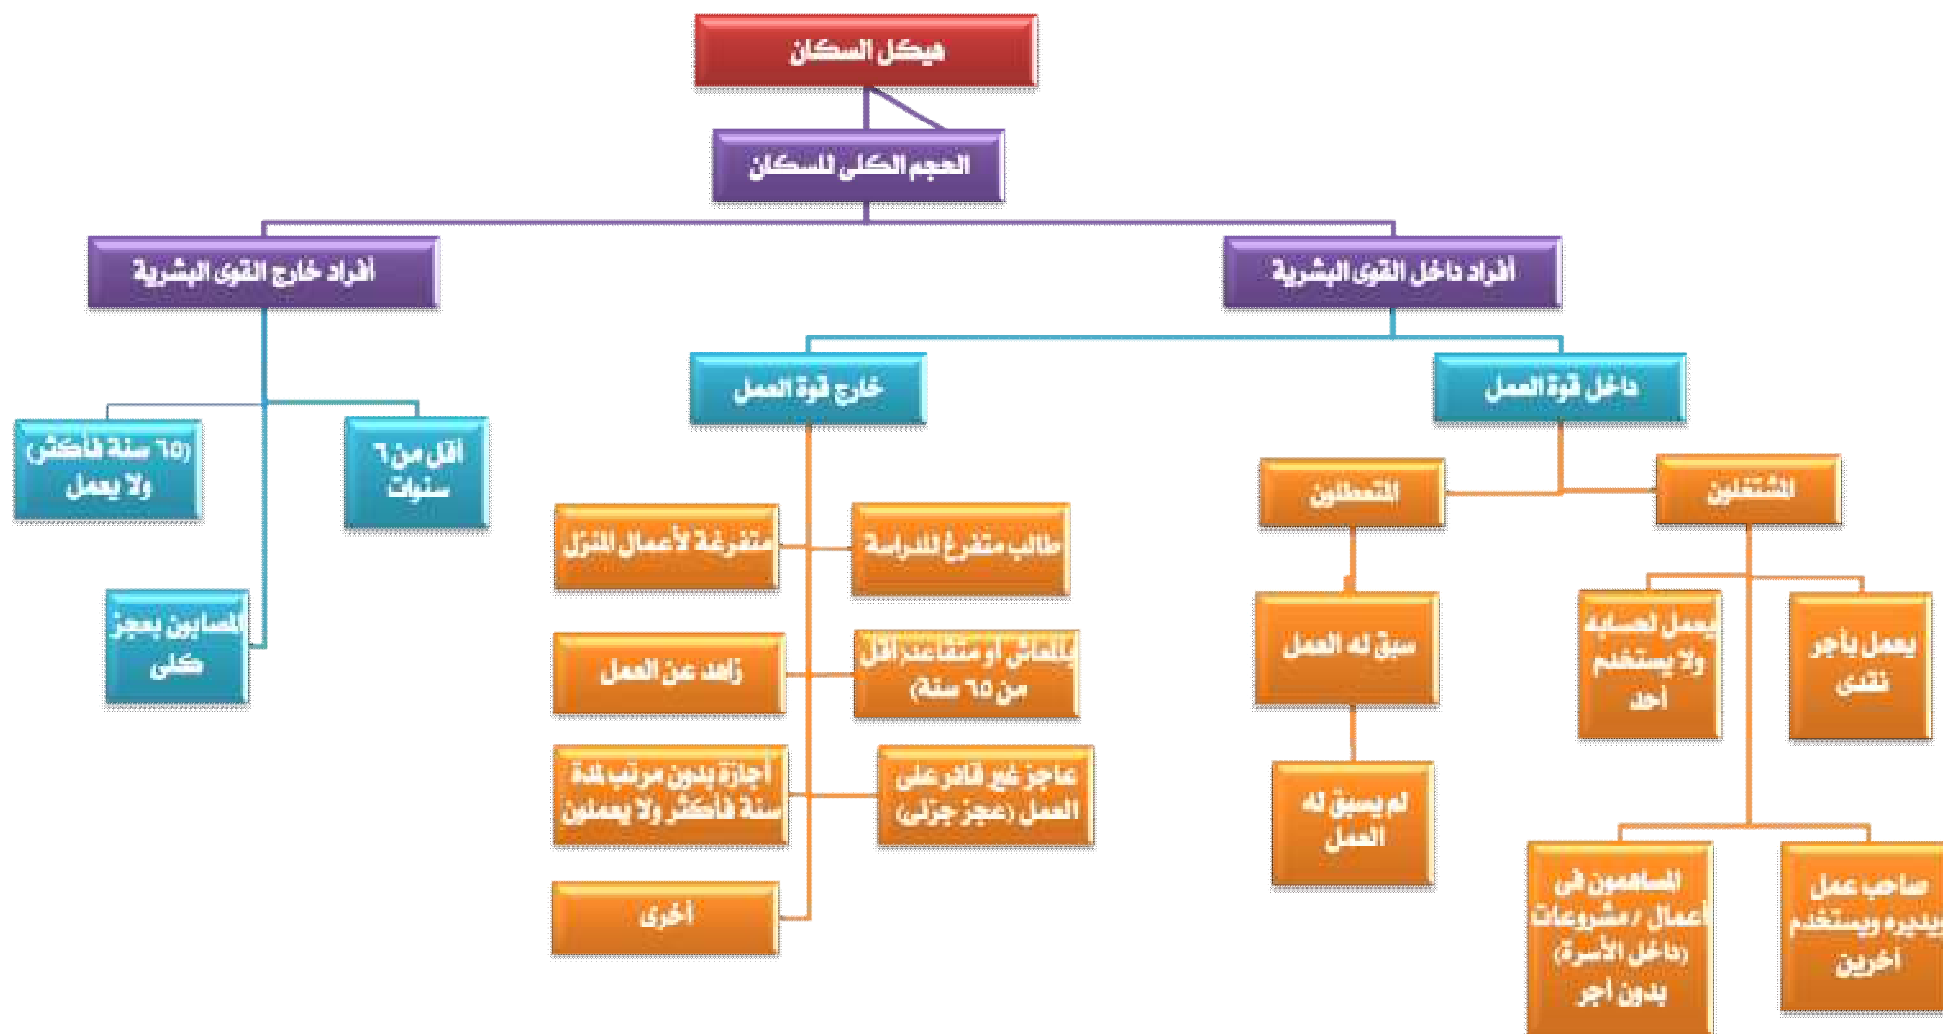 هيكل السكان
الحجم الكلى للسكان
أفراد داخل القوى البشرية
أفراد خارج القوى البشرية
داخل قوة العمل
خارج قوة العمل
أقل من ٦
سنوات
(٦٥ سنة فأكثر)
ولا يعمل
المصابون بعجز
كلى
المشتغلون
المتعطلون
طالب متفرغ للدراسة
متفرغة لأعمال المنزل
يعمل بأجر
نقدى
يعمل لحسابه
ولا يستخدم
أحد
سبق له العمل
بالمعاش أو متقاعد(أقل
من ٦٥ سنة)
زاهد عن العمل
لم يسبق له
العمل
عاجز غير قادر على
العمل (عجز جزئى)
أجازة بدون مرتب لمدة
سنة فأكثر ولا يعملون
صاحب عمل
ويديره ويستخدم
أخرين
المساهمون فى
أعمال / مشروعات
(داخل الأسرة)
بدون أجر
أخرى